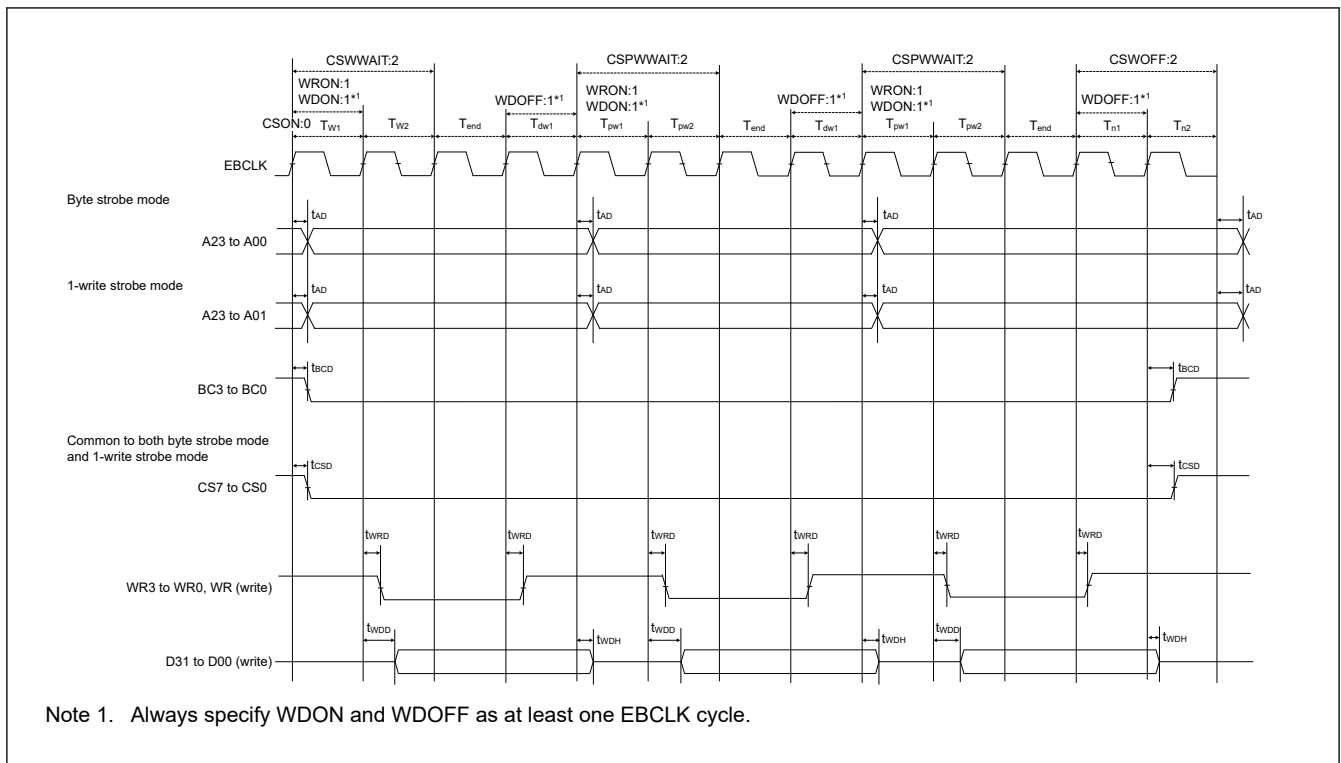 CSWWAIT:2 CSPWWAIT:2 CSPWWAIT:2 CSWOFF:2
WRON:1 WRON:1 WRON:1
WDON:1*1 WDOFF:1*1 WDON:1*1 WDOFF:1*1 WDON:1*1 WDOFF:1*1
CSON:0 TW1 TW2 Tend Tdw1 Tpw1 Tpw2 Tend Tdw1 Tpw1 Tpw2 Tend Tn1 Tn2
EBCLK
Byte strobe mode
tAD tAD tAD tAD
A23 to A00
1-write strobe mode
tAD tAD tAD tAD
A23 to A01
tBCD tBCD
BC3 to BC0
Common to both byte strobe mode
and 1-write strobe mode
tCSD tCSD
CS7 to CS0
tWRD tWRD tWRD tWRD tWRD tWRD
WR3 to WR0, WR (write)
tWDD tWDH tWDD tWDH tWDD tWDH
D31 to D00 (write)
Note 1. Always specify WDON and WDOFF as at least one EBCLK cycle.